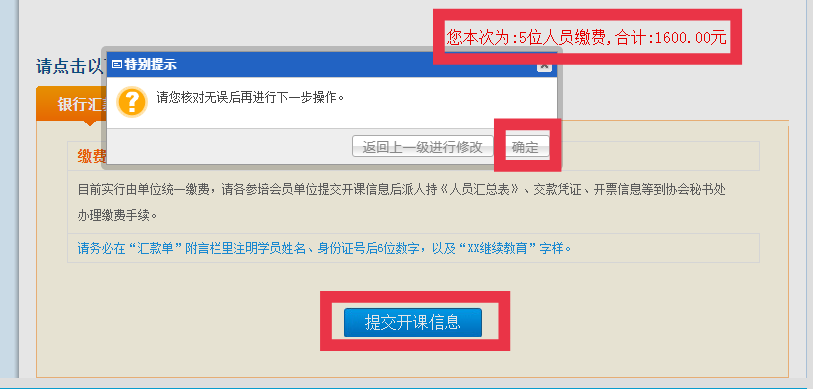 您本次为:5位人员缴费,合计:1600.00元
请点击以下
特别提示
银行汇款
请您核对无误后再进行下一步操作。
返回上一级进行修改
确定
缴费
目前实行由单位统一缴费，请各参培会员单位提交开课信息后派人持《人员汇总表》、交款凭证、开票信息等到协会秘书处
办理缴费手续。
请务必在“汇款单”附言栏里注明学员姓名、身份证号后6位数字，以及“XX继续教育”字样。
提交开课信息